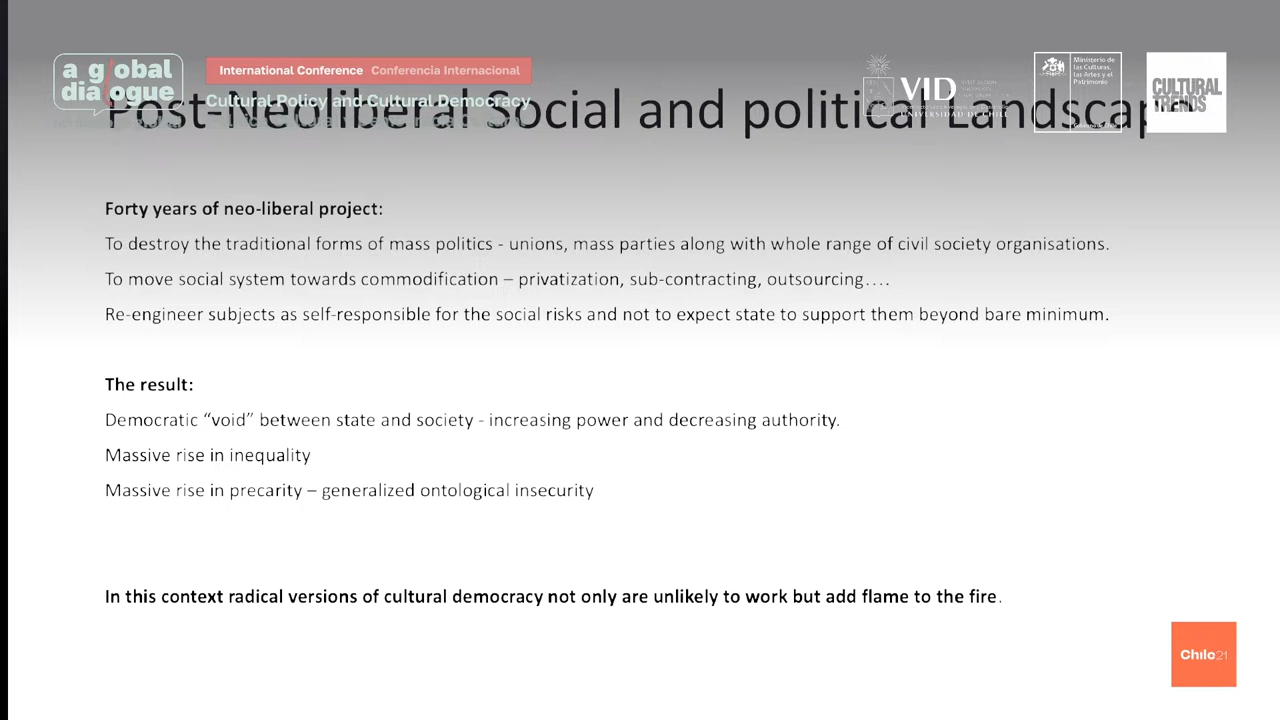 a global
dialogue
International Conference Conferencia Internacional
Cultural Policy and Cultural Democracy
VID
UNIVERSIDAD DE CHILE
Ministerio de
las Culturas,
las Artes y el
Patrimonio
CULTURAL
TRENDS
Post-Neoliberal Social and political Landscape
Forty years of neo-liberal project:
To destroy the traditional forms of mass politics - unions, mass parties along with whole range of civil society organisations.
To move social system towards commodification – privatization, sub-contracting, outsourcing….
Re-engineer subjects as self-responsible for the social risks and not to expect state to support them beyond bare minimum.
The result:
Democratic “void” between state and society - increasing power and decreasing authority.
Massive rise in inequality
Massive rise in precarity – generalized ontological insecurity
In this context radical versions of cultural democracy not only are unlikely to work but add flame to the fire.
Chile21